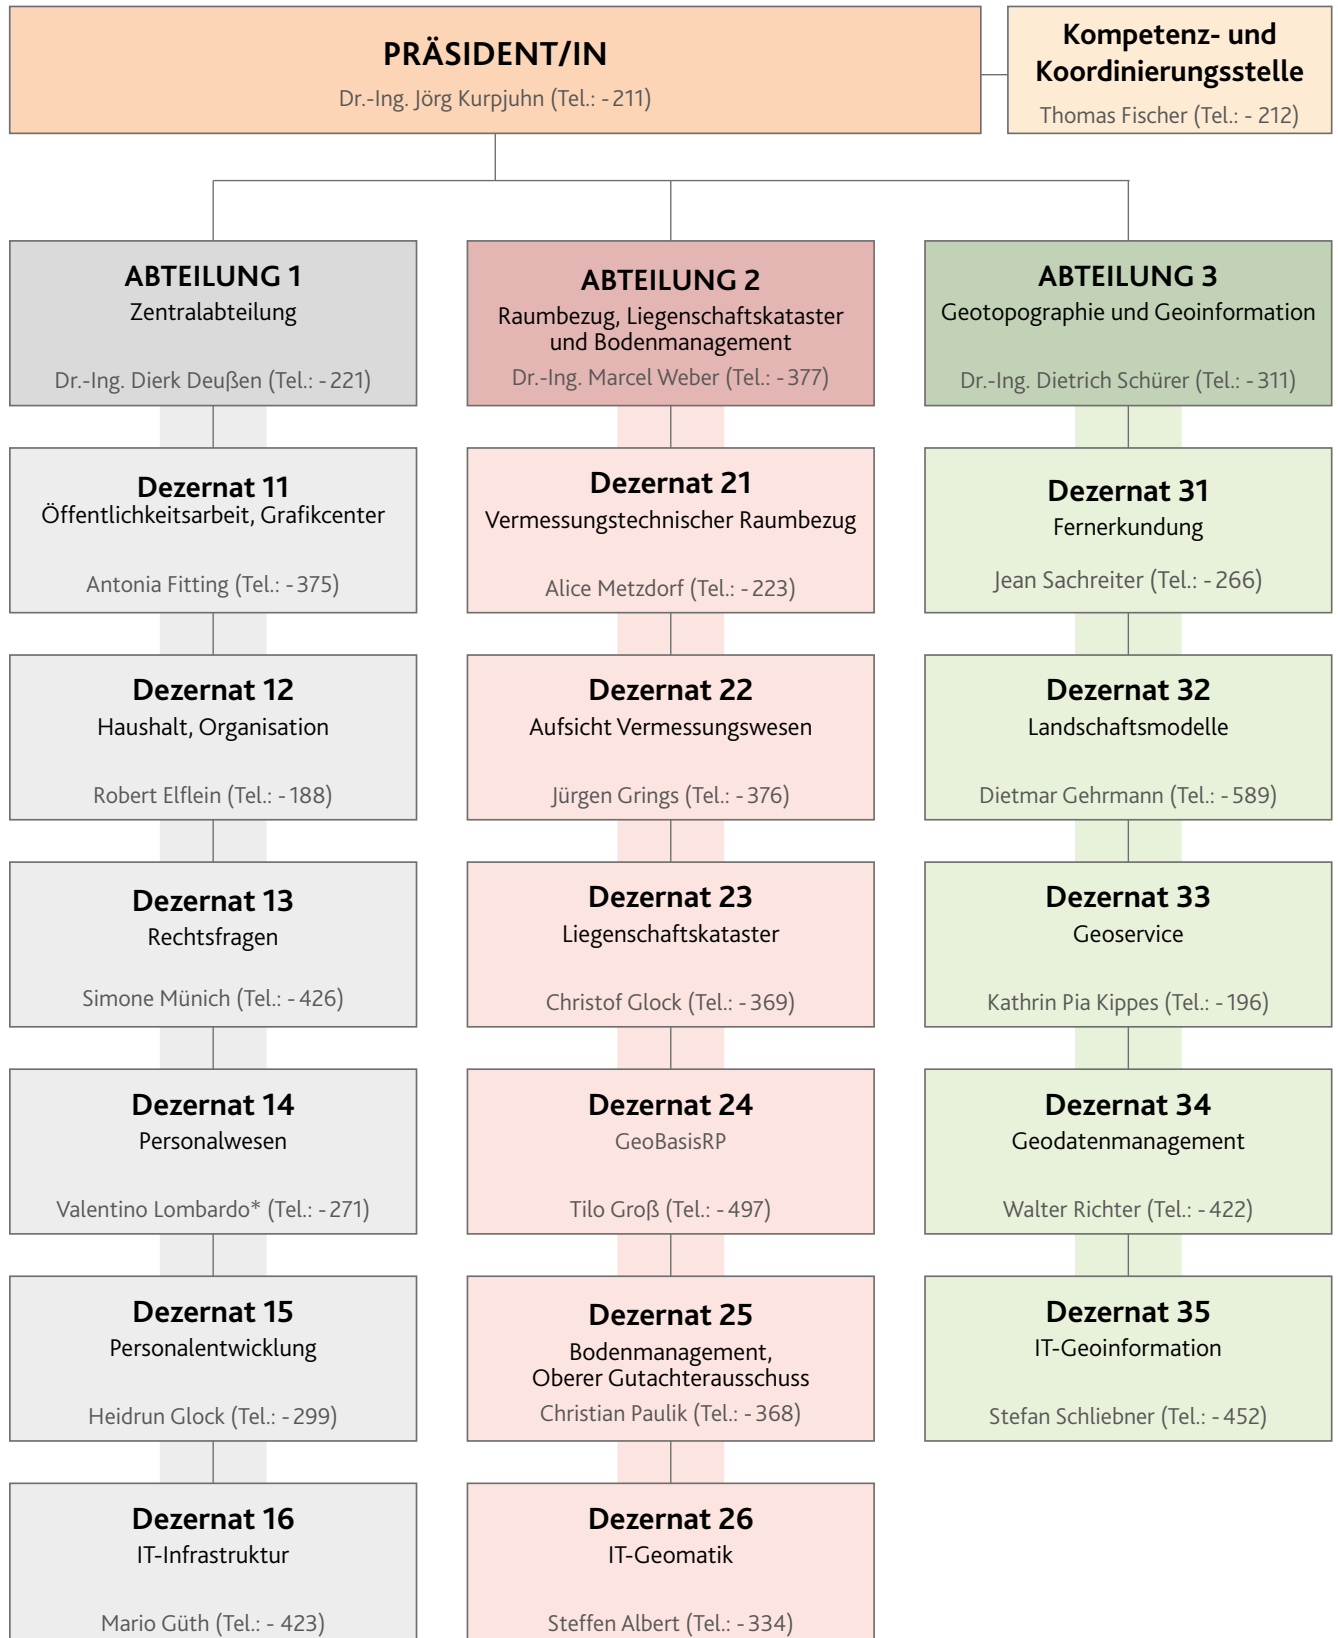 PRÄSIDENT/IN
Dr.-Ing. Jörg Kurpjuhn (Tel.: - 211)
Kompetenz- und
Koordinierungsstelle
Thomas Fischer (Tel.: - 212)
ABTEILUNG 1
Zentralabteilung
Dr.-Ing. Dierk Deußen (Tel.: - 221)
Dezernat 11
Öffentlichkeitsarbeit, Grafikcenter
Antonia Fitting (Tel.: - 375)
Dezernat 12
Haushalt, Organisation
Robert Elflein (Tel.: - 188)
Dezernat 13
Rechtsfragen
Simone Münich (Tel.: - 426)
Dezernat 14
Personalwesen
Valentino Lombardo* (Tel.: - 271)
Dezernat 15
Personalentwicklung
Heidrun Glock (Tel.: - 299)
Dezernat 16
IT-Infrastruktur
Mario Güth (Tel.: - 423)
ABTEILUNG 2
Raumbezug, Liegenschaftskataster
und Bodenmanagement
Dr.-Ing. Marcel Weber (Tel.: - 377)
Dezernat 21
Vermessungstechnischer Raumbezug
Alice Metzdorf (Tel.: - 223)
Dezernat 22
Aufsicht Vermessungswesen
Jürgen Grings (Tel.: - 376)
Dezernat 23
Liegenschaftskataster
Christof Glock (Tel.: - 369)
Dezernat 24
GeoBasisRP
Tilo Groß (Tel.: - 497)
Dezernat 25
Bodenmanagement,
Oberer Gutachterausschuss
Christian Paulik (Tel.: - 368)
Dezernat 26
IT-Geomatik
Steffen Albert (Tel.: - 334)
ABTEILUNG 3
Geotopographie und Geoinformation
Dr.-Ing. Dietrich Schürer (Tel.: - 311)
Dezernat 31
Fernerkundung
Jean Sachreiter (Tel.: - 266)
Dezernat 32
Landschaftsmodelle
Dietmar Gehrmann (Tel.: - 589)
Dezernat 33
Geoservice
Kathrin Pia Kippes (Tel.: - 196)
Dezernat 34
Geodatenmanagement
Walter Richter (Tel.: - 422)
Dezernat 35
IT-Geoinformation
Stefan Schliebner (Tel.: - 452)